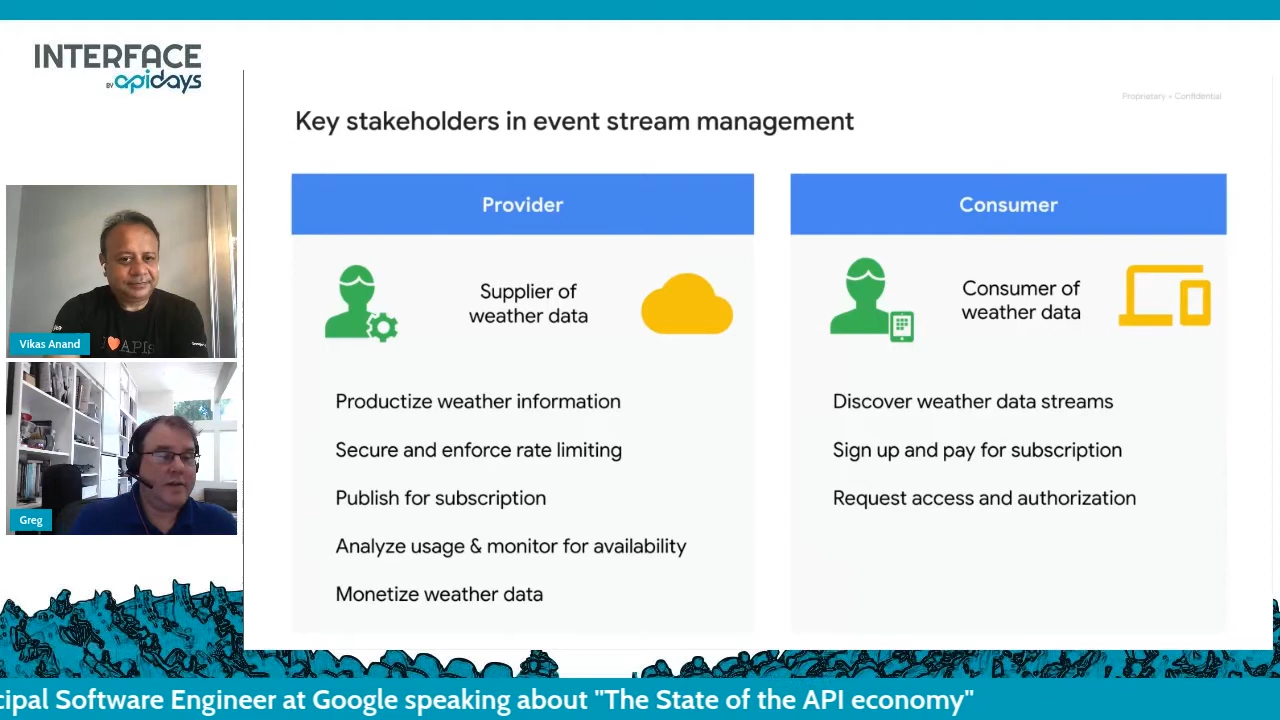 INTERFACE
BY apidays
Proprietary + Confidential
Key stakeholders in event stream management
Provider
Supplier of
weather data
Productize weather information
Secure and enforce rate limiting
Publish for subscription
Analyze usage & monitor for availability
Monetize weather data
Consumer
Consumer of
weather data
Discover weather data streams
Sign up and pay for subscription
Request access and authorization
Vikas Anand
I ❤ APIs
Greg
cipal Software Engineer at Google speaking about "The State of the API economy"